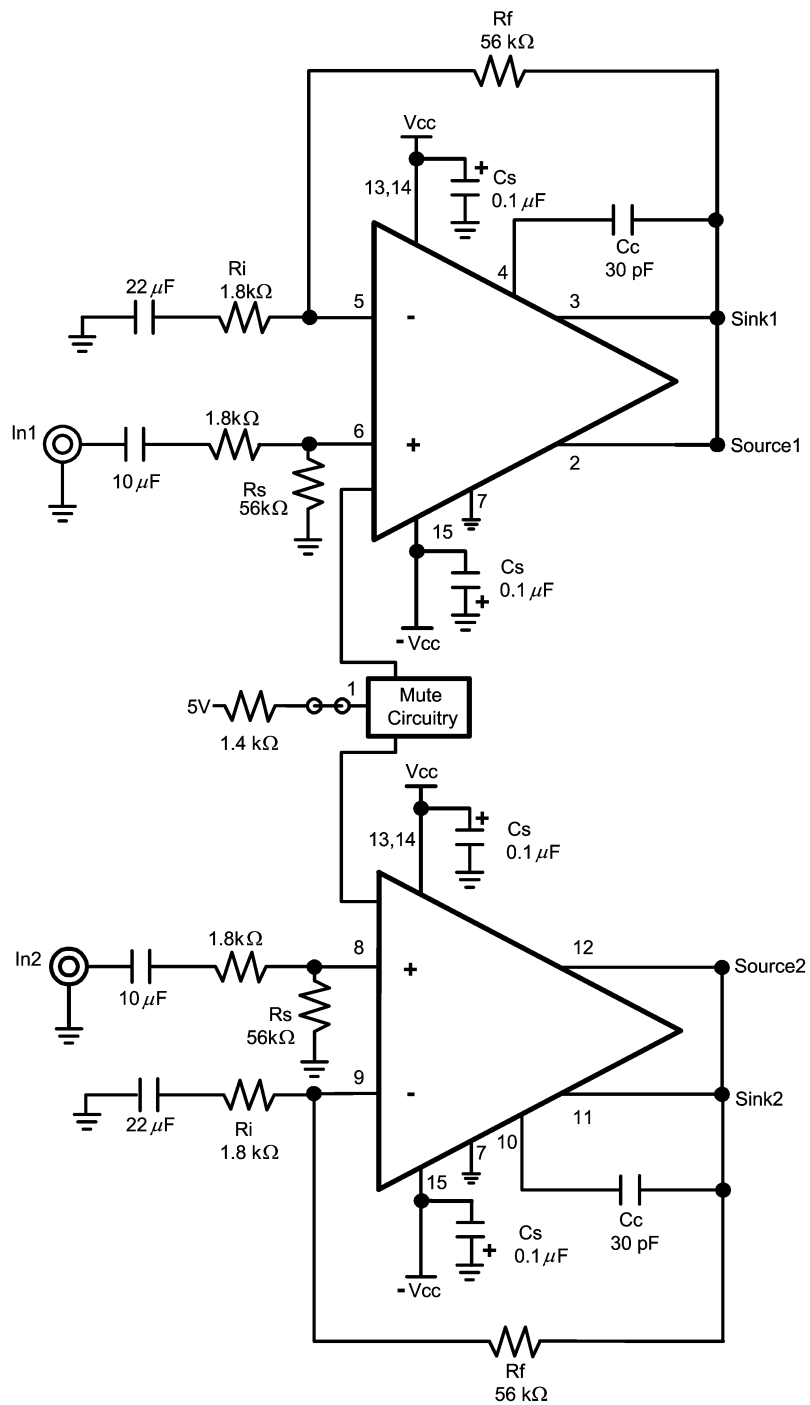 Rf
56 kΩ
Vcc
13,14
+
Cs
0.1 μF
4
Cc
30 pF
22 μF
Ri
1.8kΩ
5
-
3
Sink1
In1
10 μF
1.8kΩ
6
+
Rs
56kΩ
2
Source1
7
15
Cs
0.1 μF
+
-Vcc
5V
1.4 kΩ
1
Mute
Circuitry
Vcc
13,14
+
Cs
0.1 μF
In2
10 μF
1.8kΩ
8
+
12
Source2
Rs
56kΩ
9
-
11
Sink2
22 μF
Ri
1.8 kΩ
10
7
15
Cc
30 pF
Cs
0.1 μF
+
-Vcc
Rf
56 kΩ